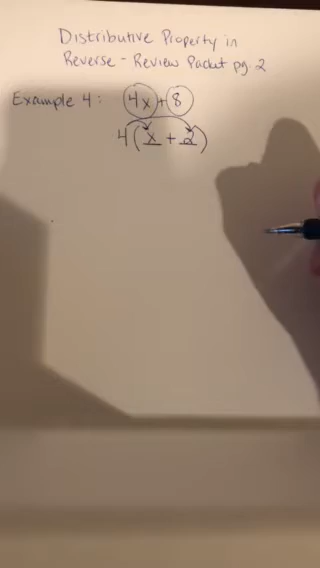 Distributive Property in
Reverse - Review Packet pg. 2
Example 4: 4x + 8
4(x + 2)